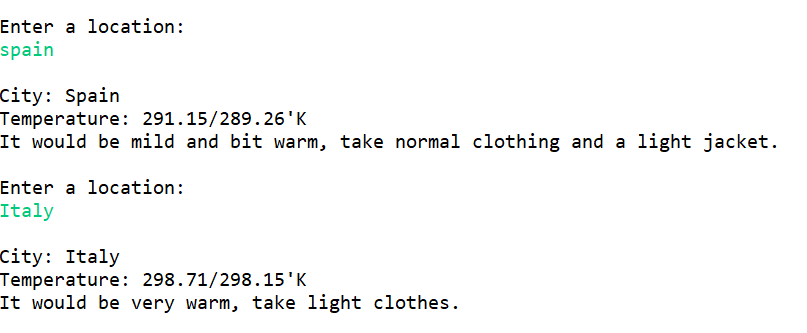 Enter a location:
spain
City: Spain
Temperature: 291.15/289.26'K
It would be mild and bit warm, take normal clothing and a light jacket.
Enter a location:
Italy
City: Italy
Temperature: 298.71/298.15'K
It would be very warm, take light clothes.